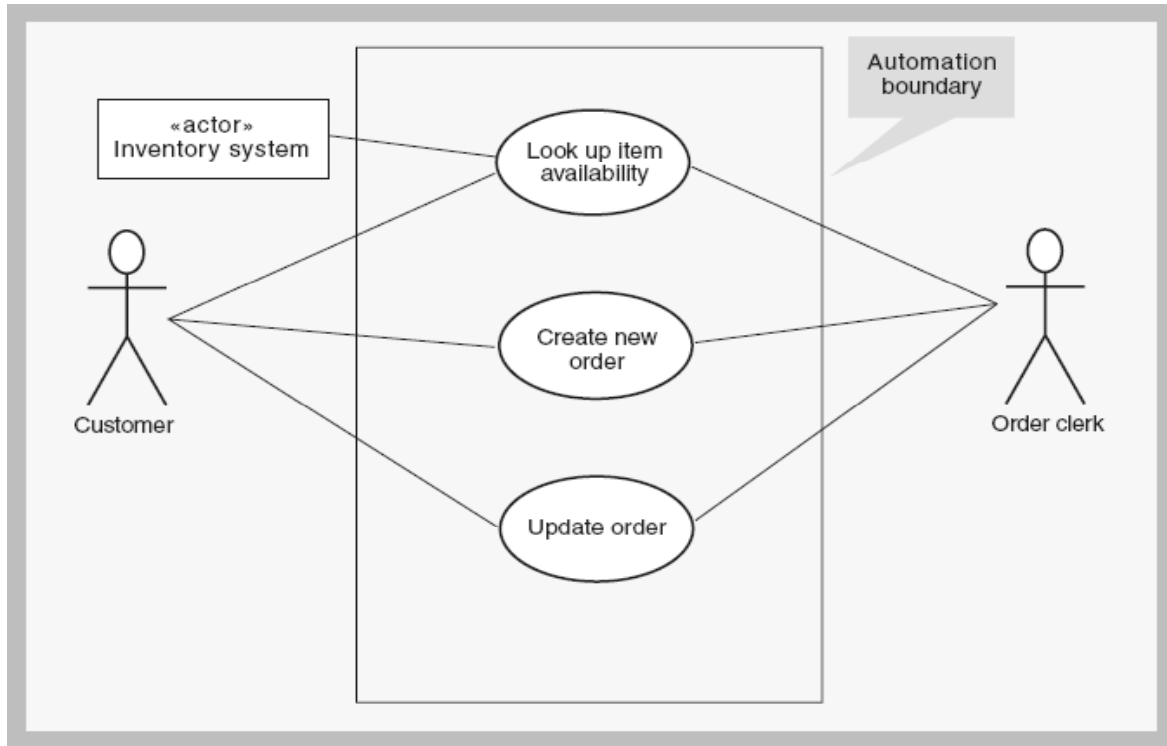 Automation
boundary
«actor»
Inventory system
Look up item
availability
Customer
Create new
order
Order clerk
Update order